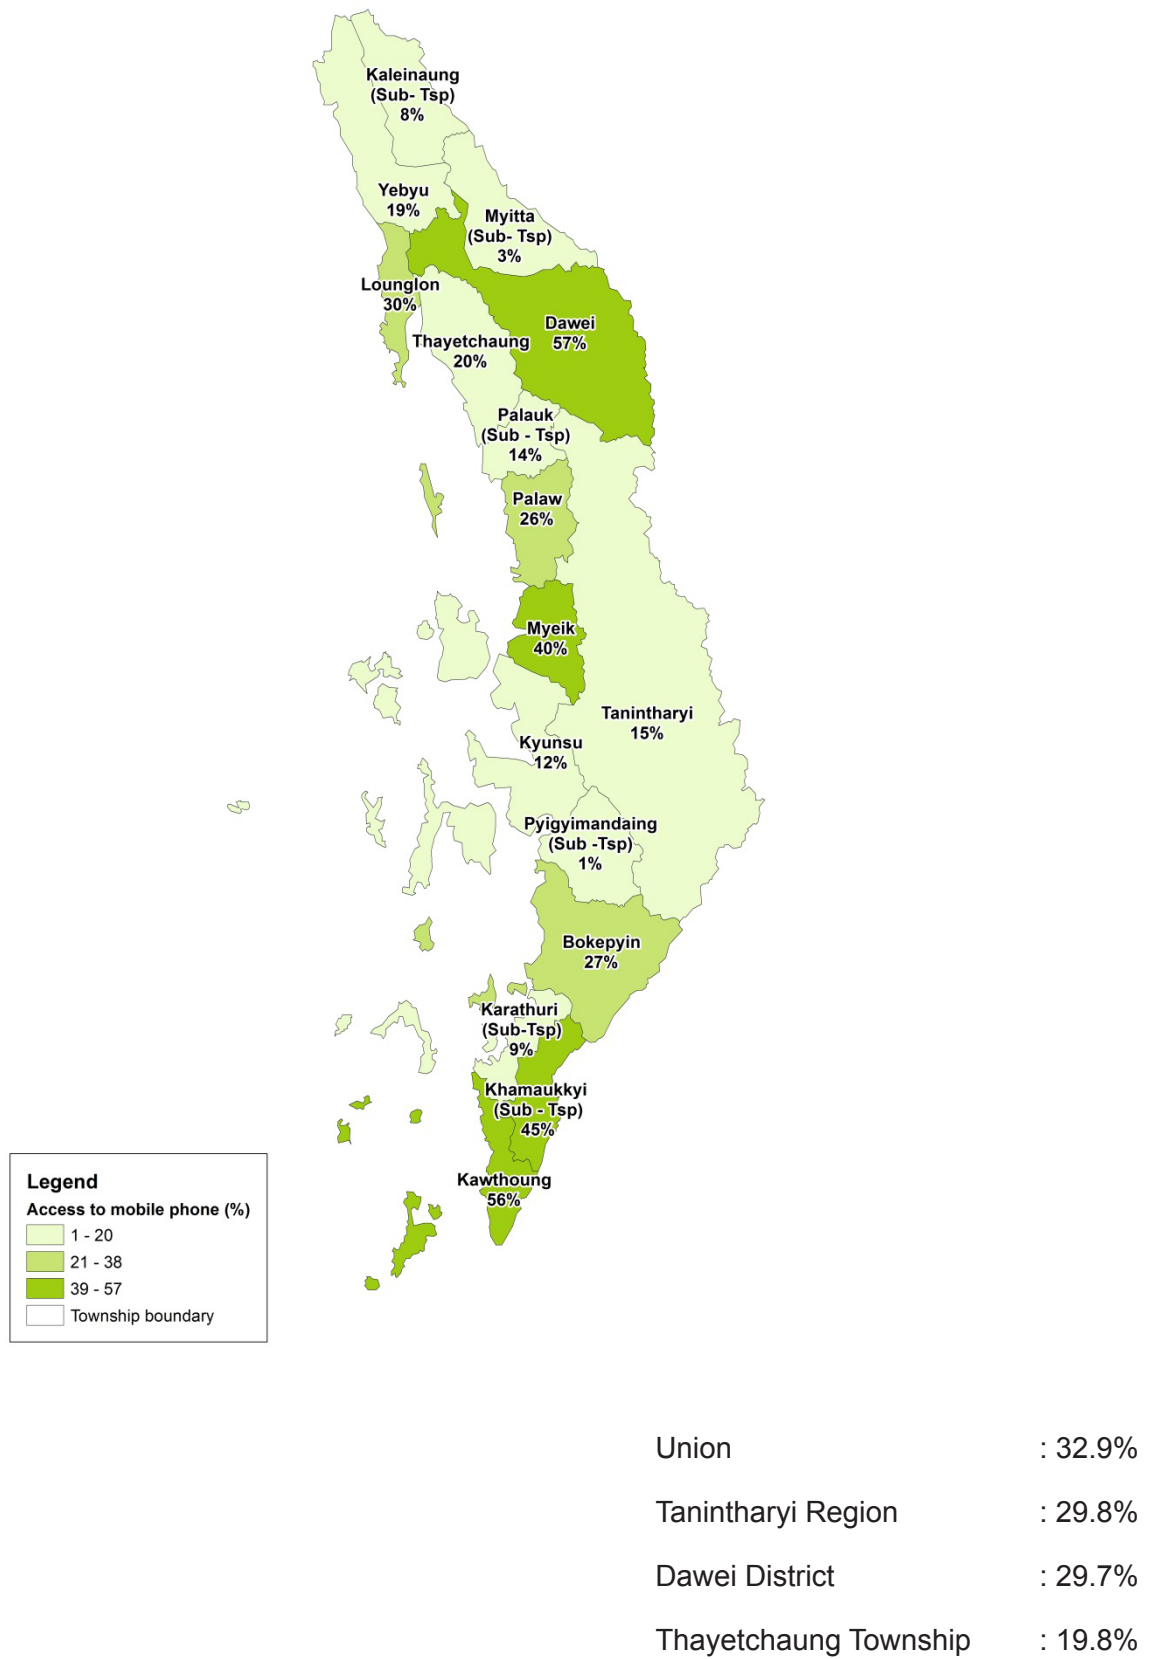 Kaleinaung
(Sub- Tsp)
8%
Yebyu
19%
Myitta
(Sub- Tsp)
3%
Lounglon
30%
Dawei
57%
Thayetchaung
20%
Palauk
(Sub - Tsp)
14%
Palaw
26%
Myeik
40%
Tanintharyi
15%
Kyunsu
12%
Pyigyimandaing
(Sub -Tsp)
1%
Bokepyin
27%
Karathuri
(Sub-Tsp)
9%
Khamaukkyi
(Sub - Tsp)
45%
Kawthoung
56%
Legend
Access to mobile phone (%)
1 - 20
21 - 38
39 - 57
Township boundary
Union : 32.9%
Tanintharyi Region : 29.8%
Dawei District : 29.7%
Thayetchaung Township : 19.8%